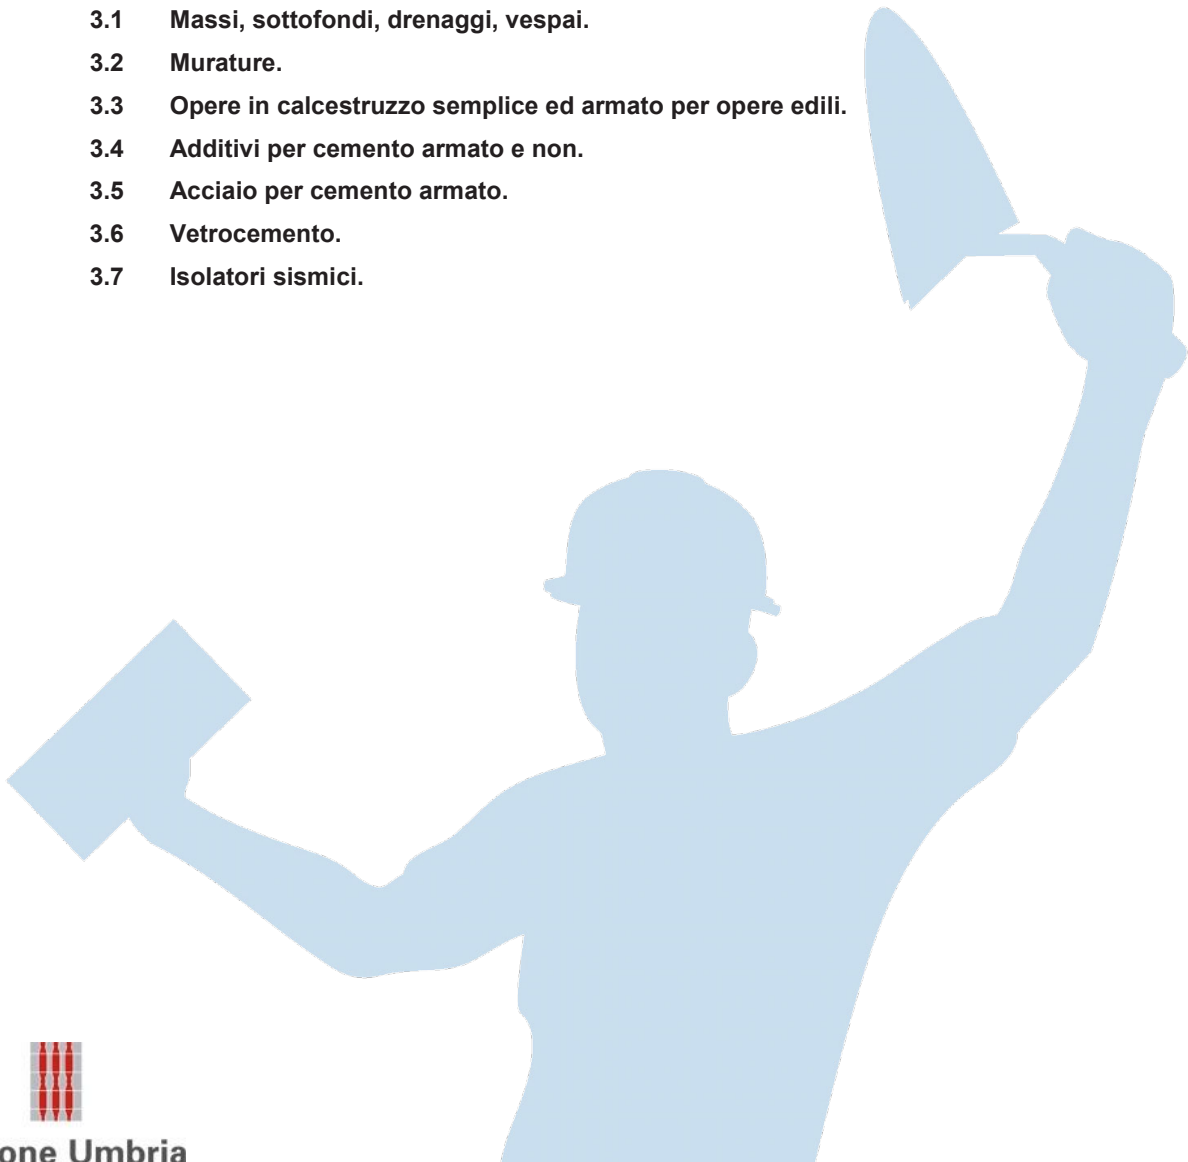 3.1 Massi, sottofondi, drenaggi, vespai.
3.2 Murature.
3.3 Opere in calcestruzzo semplice ed armato per opere edili.
3.4 Additivi per cemento armato e non.
3.5 Acciaio per cemento armato.
3.6 Vetrocemento.
3.7 Isolatori sismici.
one Umbria